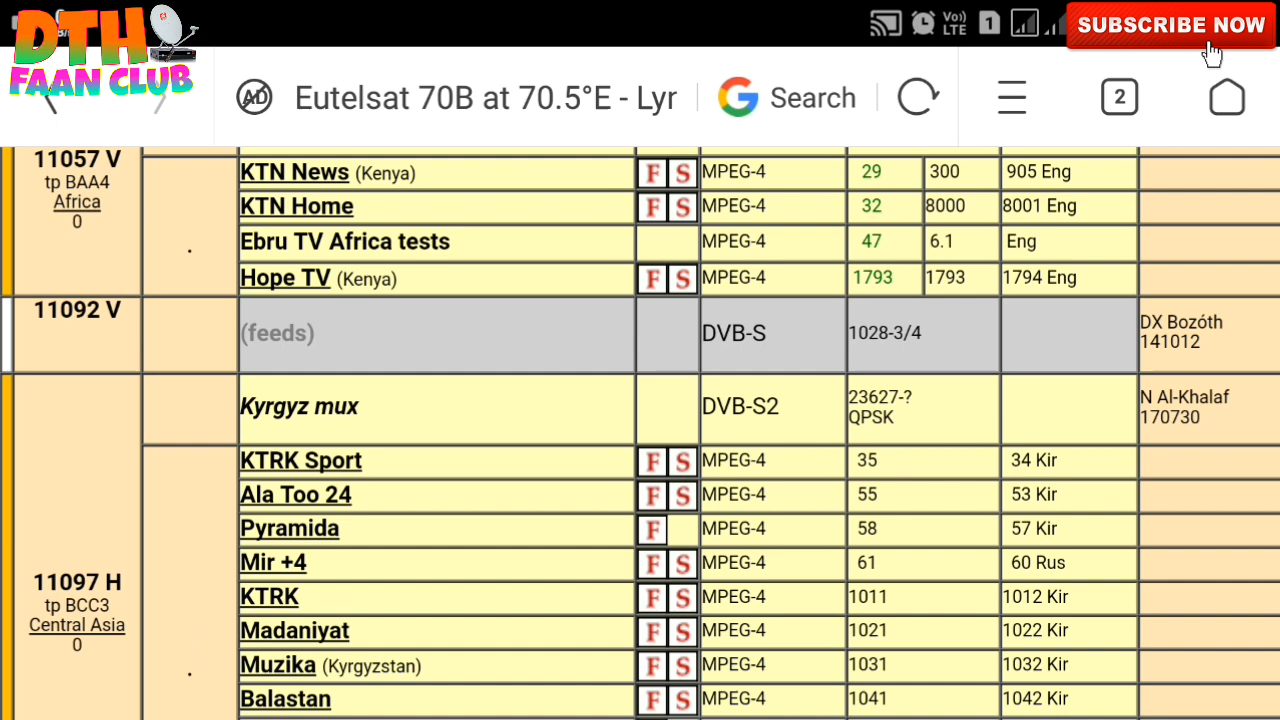 DTH
FAAN CLUB
Vo))
LTE
1
SUBSCRIBE NOW
AD
Eutelsat 70B at 70.5°E - Lyr
G Search
2
11057 V
tp BAA4
Africa
0
.
KTN News (Kenya) F S MPEG-4 29 300 905 Eng
KTN Home F S MPEG-4 32 8000 8001 Eng
Ebru TV Africa tests MPEG-4 47 6.1 Eng
Hope TV (Kenya) F S MPEG-4 1793 1793 1794 Eng
11092 V
(feeds) DVB-S 1028-3/4
DX Bozóth
141012
11097 H
tp BCC3
Central Asia
0
Kyrgyz mux DVB-S2
23627-?
QPSK
N Al-Khalaf
170730
.
KTRK Sport F S MPEG-4 35 34 Kir
Ala Too 24 F S MPEG-4 55 53 Kir
Pyramida F MPEG-4 58 57 Kir
Mir +4 F S MPEG-4 61 60 Rus
KTRK F S MPEG-4 1011 1012 Kir
Madaniyat F S MPEG-4 1021 1022 Kir
Muzika (Kyrgyzstan) F S MPEG-4 1031 1032 Kir
Balastan F S MPEG-4 1041 1042 Kir